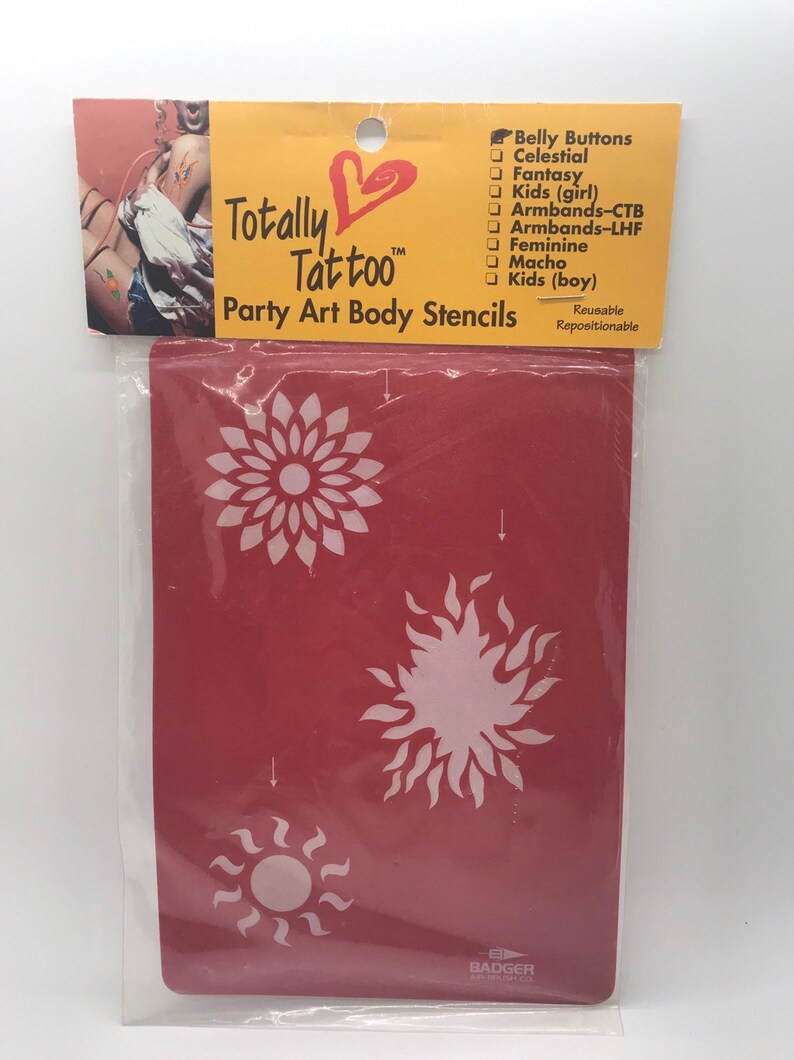 Totally
Tattoo™
Party Art Body Stencils
Belly Buttons
Celestial
Fantasy
Kids (girl)
Armbands–CTB
Armbands–LHF
Feminine
Macho
Kids (boy)
Reusable
Repositionable
BADGER
AIR-BRUSH CO.